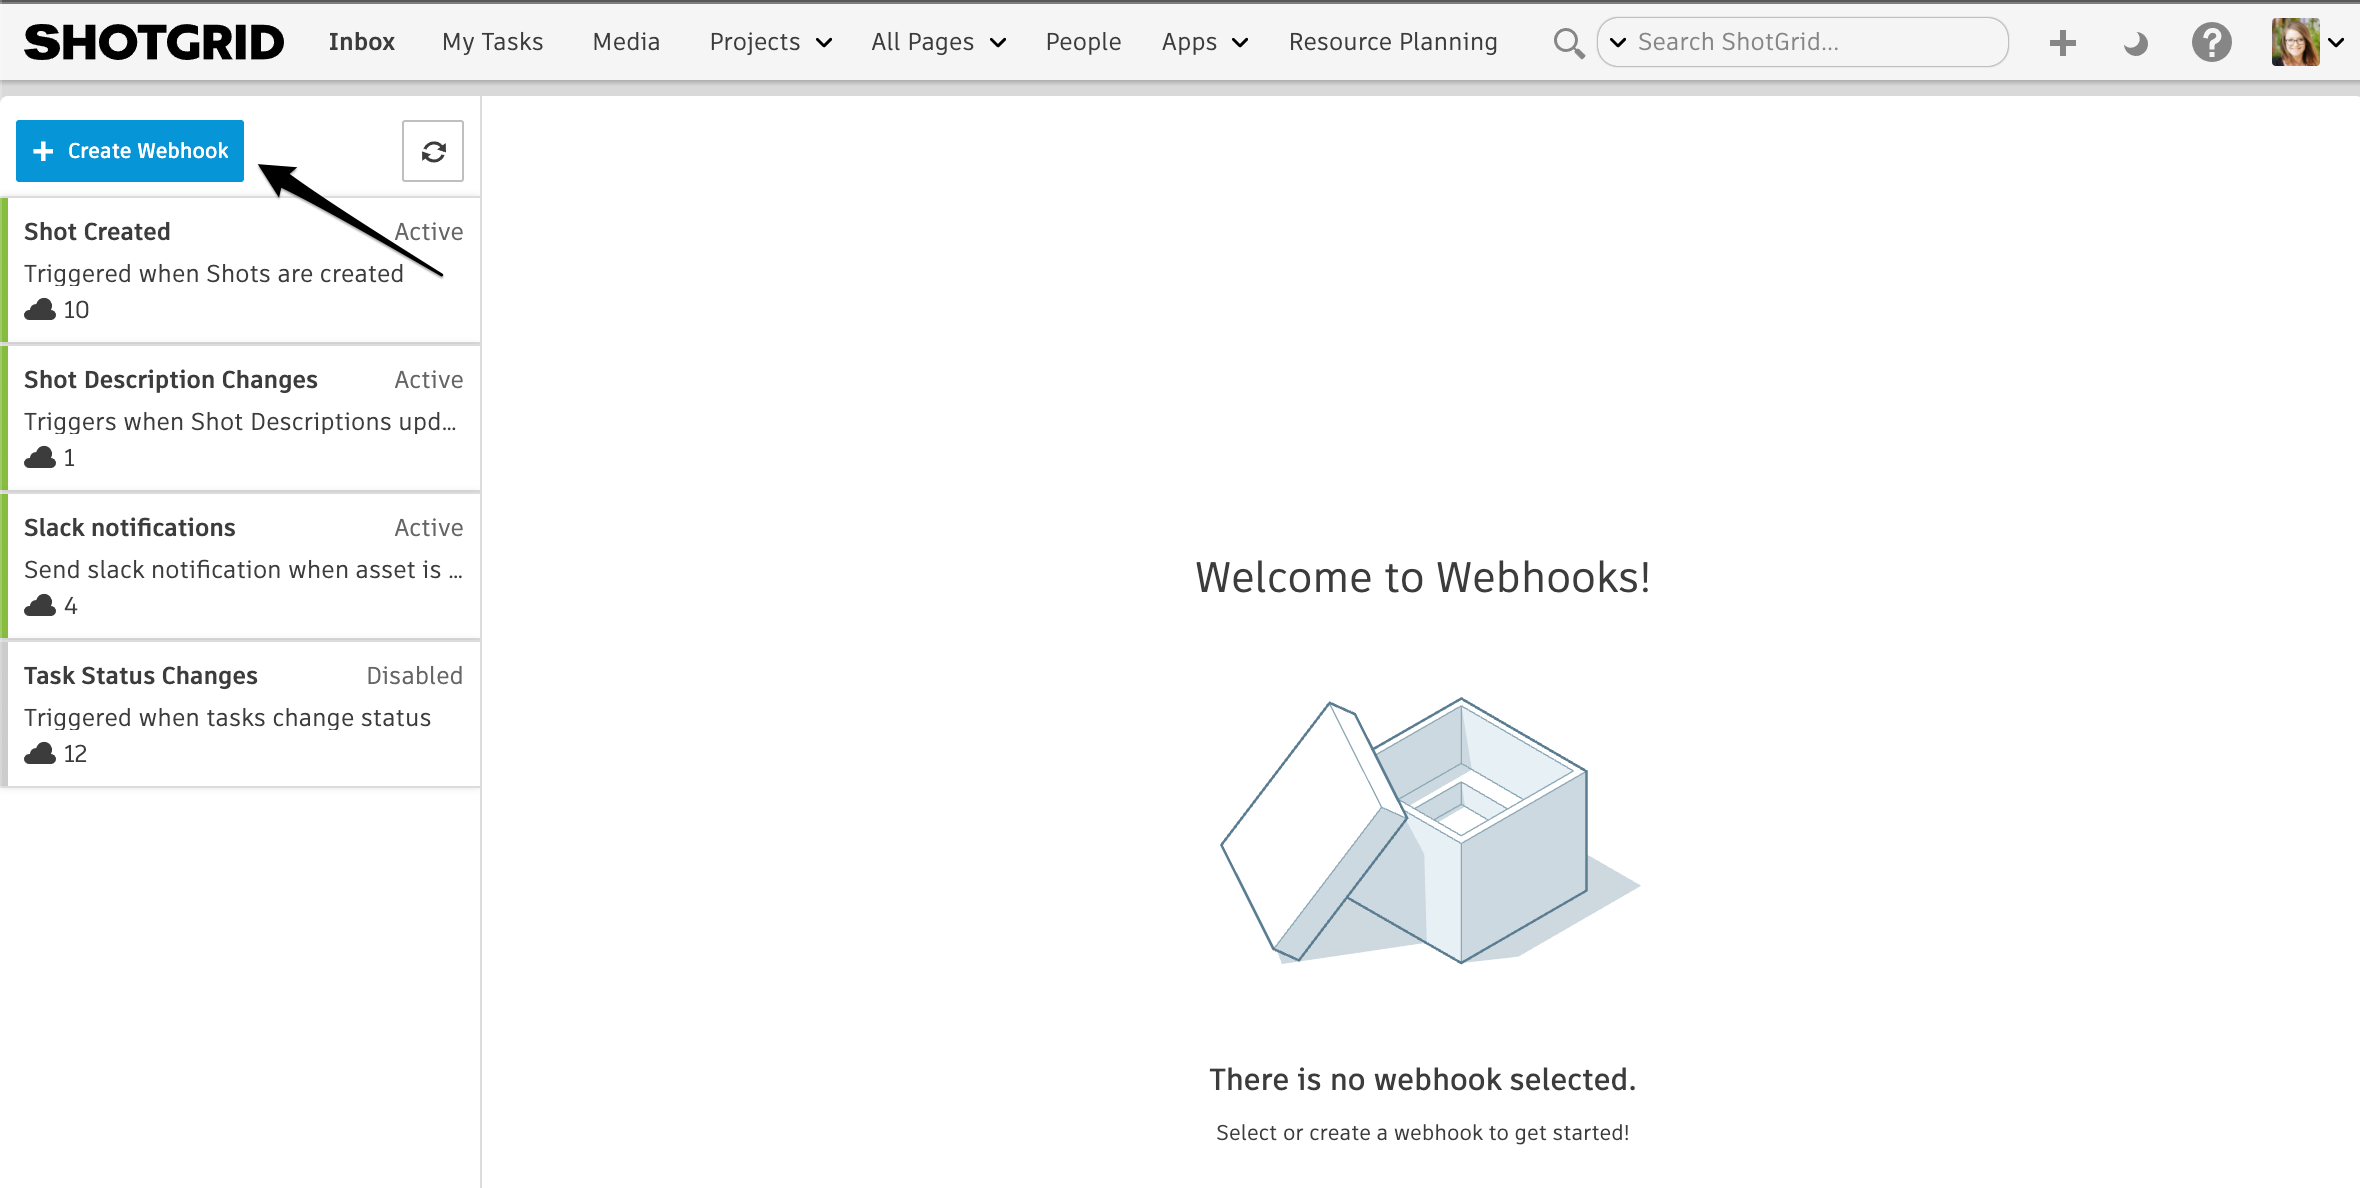 SHOTGRID Inbox My Tasks Media Projects All Pages People Apps Resource Planning Search ShotGrid...
+ Create Webhook
Shot Created Active
Triggered when Shots are created
10
Shot Description Changes Active
Triggers when Shot Descriptions upd...
1
Slack notifications Active
Send slack notification when asset is ...
4
Task Status Changes Disabled
Triggered when tasks change status
12
Welcome to Webhooks!
There is no webhook selected.
Select or create a webhook to get started!